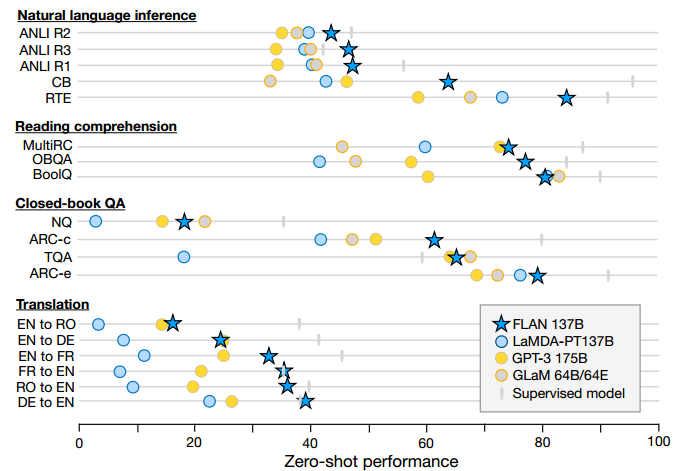 Natural language inference
ANLI R2
ANLI R3
ANLI R1
CB
RTE
Reading comprehension
MultiRC
OBQA
BoolQ
Closed-book QA
NQ
ARC-c
TQA
ARC-e
Translation
EN to RO
EN to DE
EN to FR
FR to EN
RO to EN
DE to EN
FLAN 137B
LaMDA-PT137B
GPT-3 175B
GLaM 64B/64E
Supervised model
0 20 40 60 80 100
Zero-shot performance